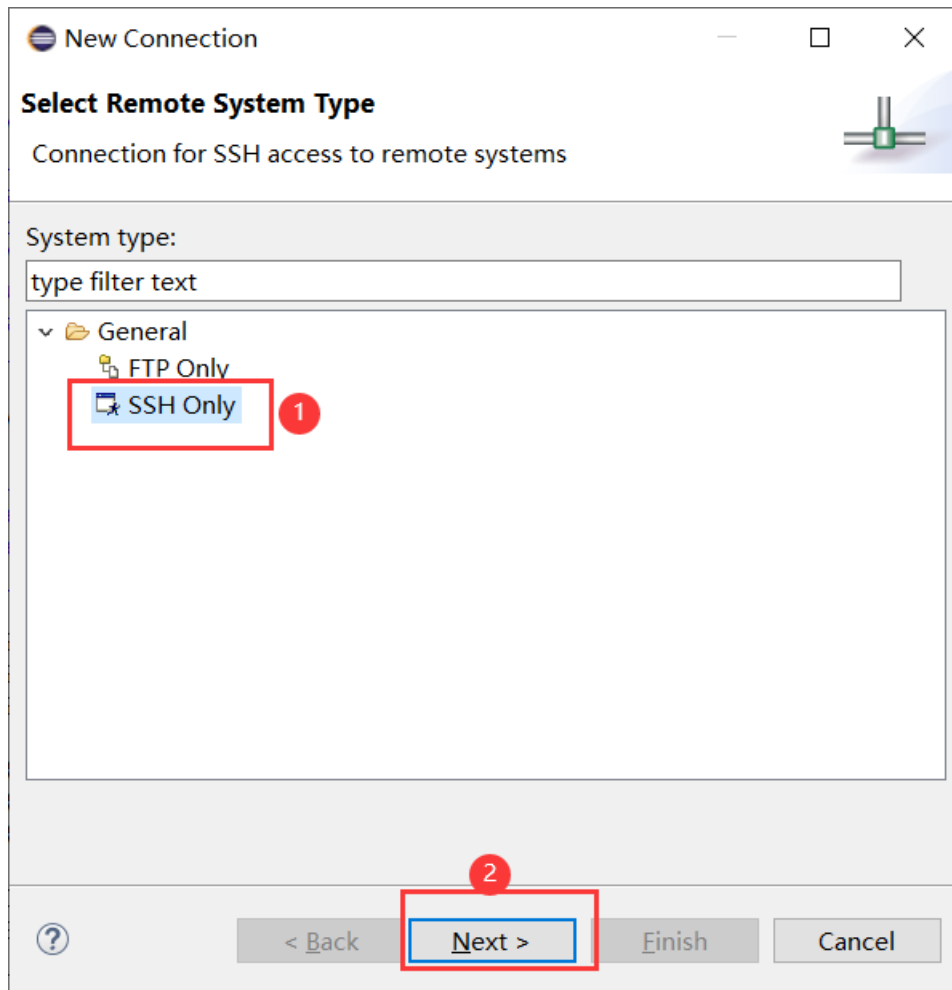 New Connection
Select Remote System Type
Connection for SSH access to remote systems
System type:
type filter text
General
FTP Only
SSH Only
1
2
?
< Back
Next >
Finish
Cancel